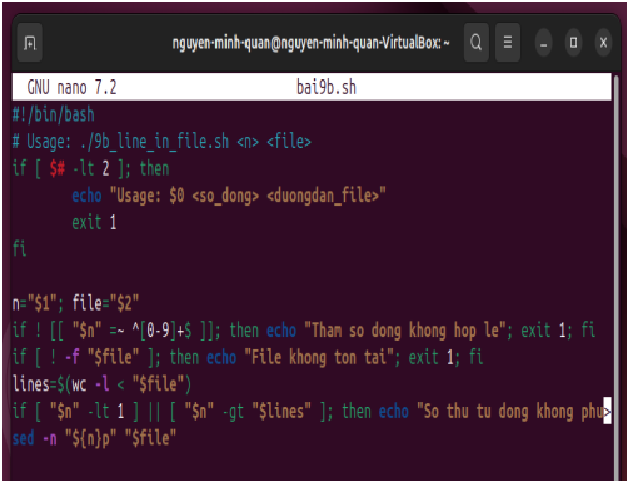 nguyen-minh-quan@nguyen-minh-quan-VirtualBox: ~
GNU nano 7.2 bai9b.sh
#!/bin/bash
# Usage: ./9b_line_in_file.sh <n> <file>
if [ $# -lt 2 ]; then
        echo "Usage: $0 <so_dong> <duongdan_file>"
        exit 1
fi

n="$1"; file="$2"
if ! [[ "$n" =~ ^[0-9]+$ ]]; then echo "Tham so dong khong hop le"; exit 1; fi
if [ ! -f "$file" ]; then echo "File khong ton tai"; exit 1; fi
lines=$(wc -l < "$file")
if [ "$n" -lt 1 ] || [ "$n" -gt "$lines" ]; then echo "So thu tu dong khong phu>
sed -n "${n}p" "$file"